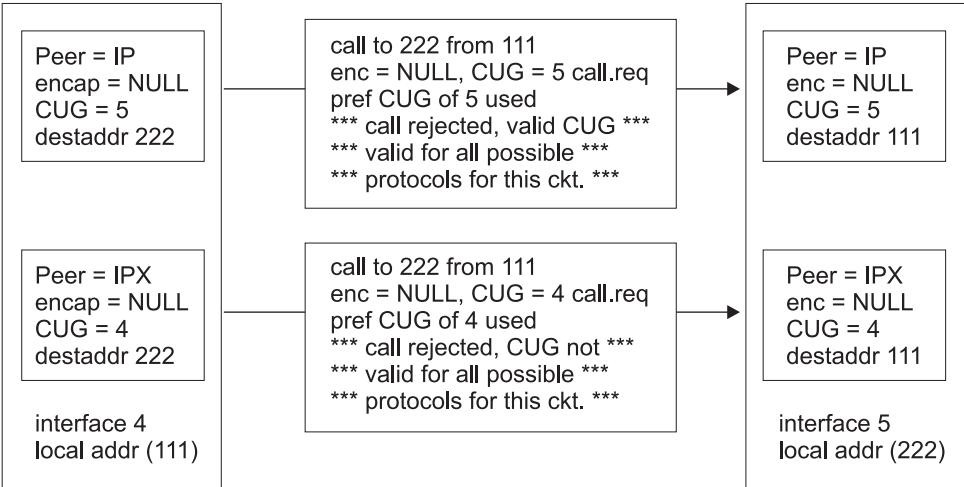 Peer = IP
encap = NULL
CUG = 5
destaddr 222
call to 222 from 111
enc = NULL, CUG = 5 call.req
pref CUG of 5 used
*** call rejected, valid CUG ***
*** valid for all possible ***
*** protocols for this ckt. ***
Peer = IP
enc = NULL
CUG = 5
destaddr 111
Peer = IPX
encap = NULL
CUG = 4
destaddr 222
call to 222 from 111
enc = NULL, CUG = 4 call.req
pref CUG of 4 used
*** call rejected, CUG not ***
*** valid for all possible ***
*** protocols for this ckt. ***
Peer = IPX
enc = NULL
CUG = 4
destaddr 111
interface 4
local addr (111)
interface 5
local addr (222)